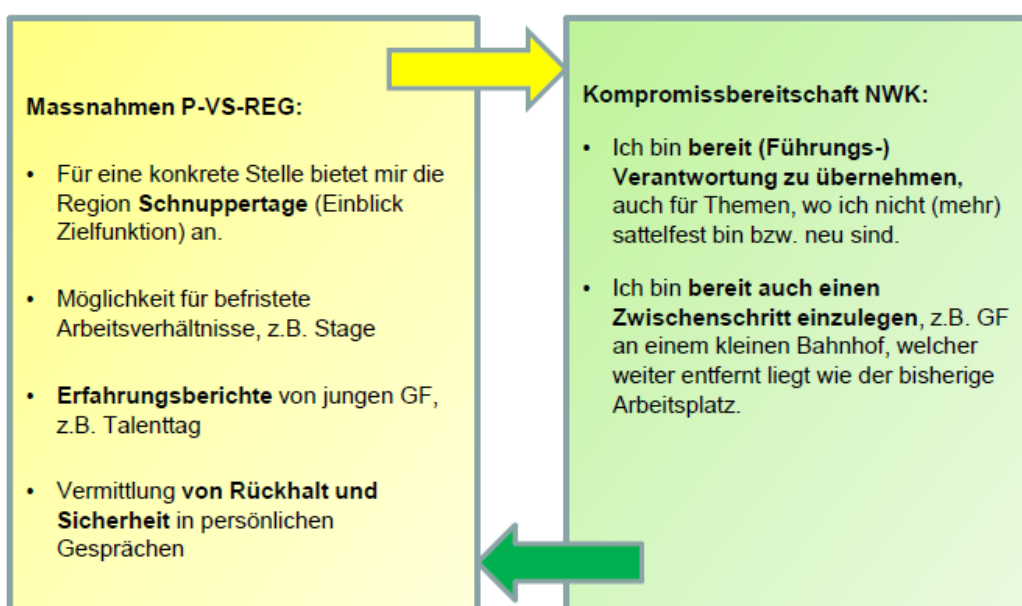 Massnahmen P-VS-REG:
• Für eine konkrete Stelle bietet mir die
Region Schnuppertage (Einblick
Zielfunktion) an.
• Möglichkeit für befristete
Arbeitsverhältnisse, z.B. Stage
• Erfahrungsberichte von jungen GF,
z.B. Talenttag
• Vermittlung von Rückhalt und
Sicherheit in persönlichen
Gesprächen
Kompromissbereitschaft NWK:
• Ich bin bereit (Führungs-)
Verantwortung zu übernehmen,
auch für Themen, wo ich nicht (mehr)
sattelfest bin bzw. neu sind.
• Ich bin bereit auch einen
Zwischenschritt einzulegen, z.B. GF
an einem kleinen Bahnhof, welcher
weiter entfernt liegt wie der bisherige
Arbeitsplatz.